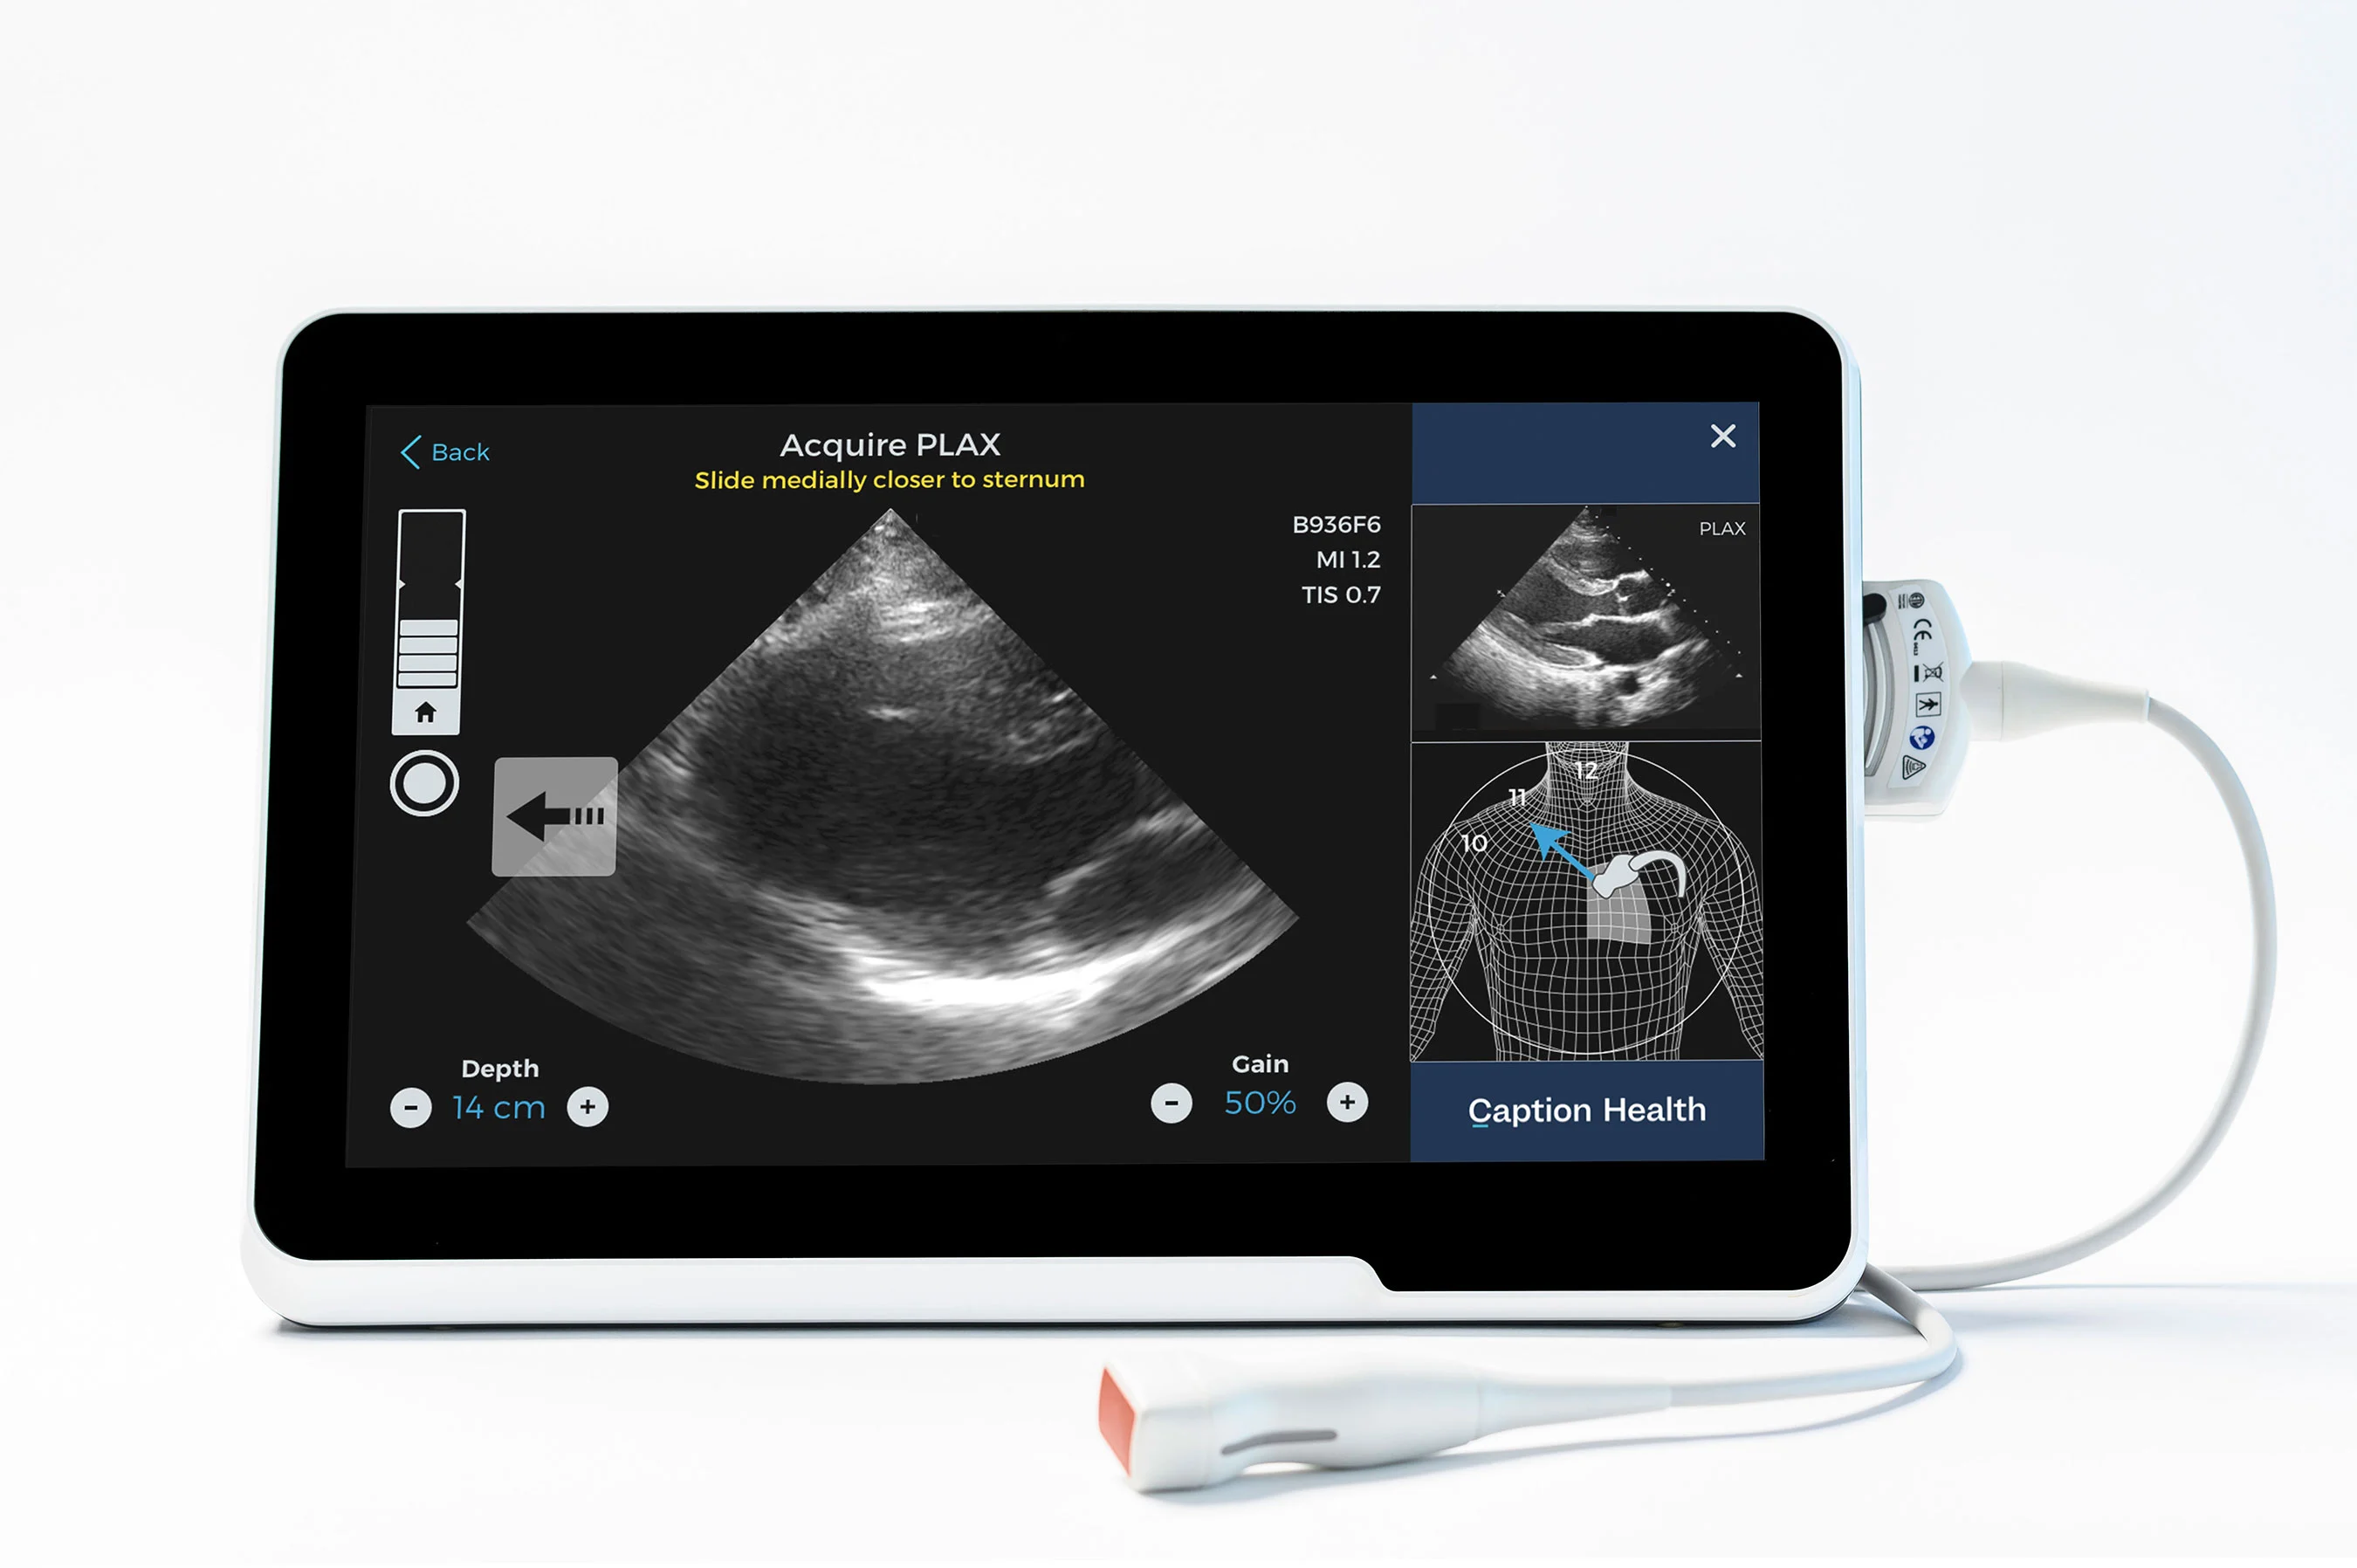 Back
Acquire PLAX
Slide medially closer to sternum
B936F6
MI 1.2
TIS 0.7
PLAX
12
11
10
Depth
14 cm
Gain
50%
Caption Health
CE